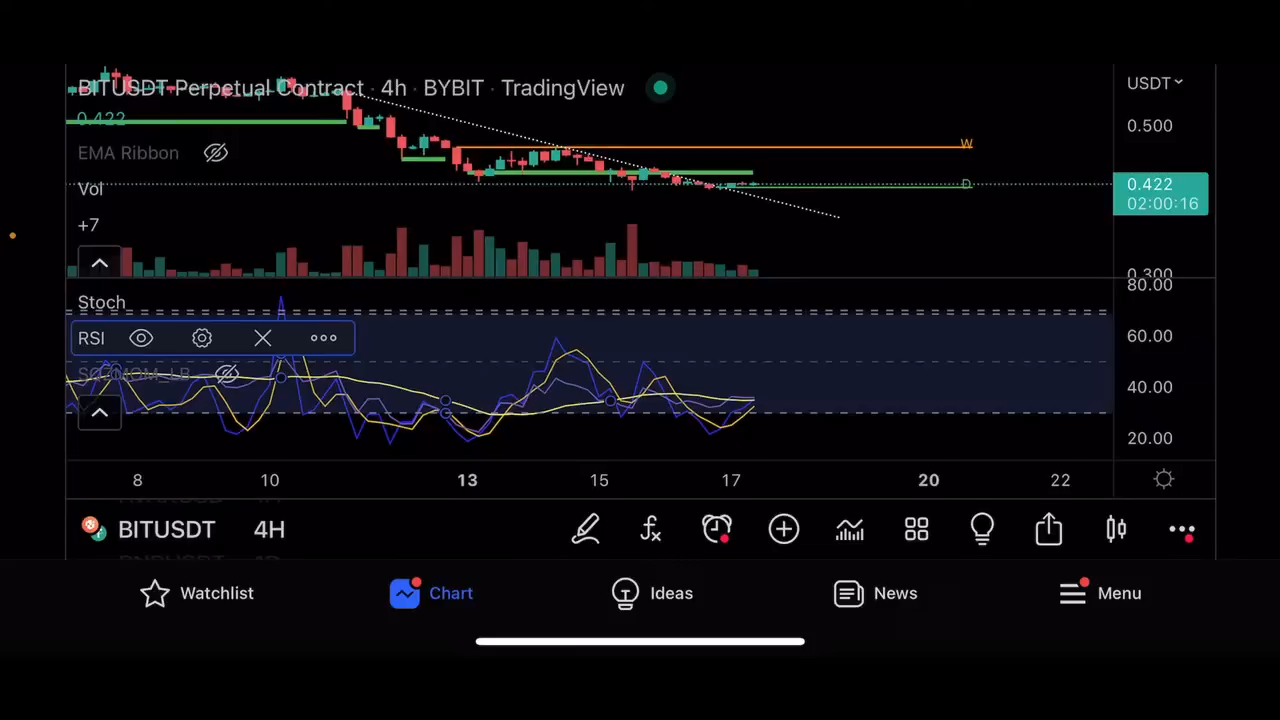 BITUSDT Perpetual Contract · 4h · BYBIT · TradingView
USDT
0.422
0.500
EMA Ribbon
W
Vol
D
0.422
02:00:16
+7
0.300
80.00
Stoch
RSI
60.00
SQZMOM_LB
40.00
20.00
8 10 13 15 17 20 22
BITUSDT 4H
Watchlist Chart Ideas News Menu